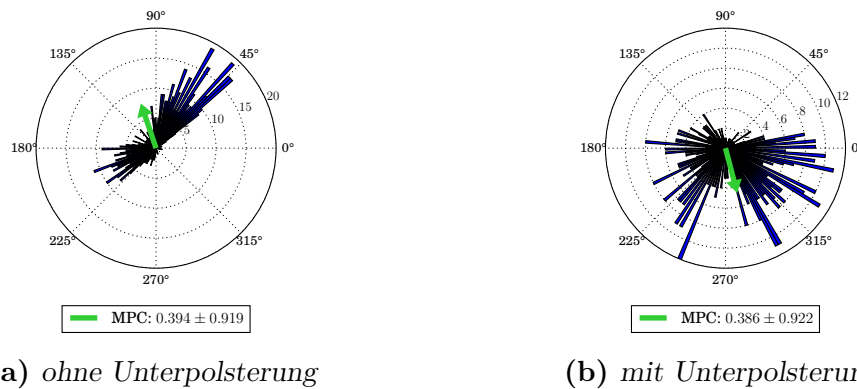 90° 90°
135° 45° 135° 45°
20 12
15 10
10 8
5 6
4
2
180° 0° 180° 0
225° 315° 225° 315°
270° 270°
MPC: 0.394 ± 0.919 MPC: 0.386 ± 0.922
a) ohne Unterpolsterung (b) mit Unterpolsterun